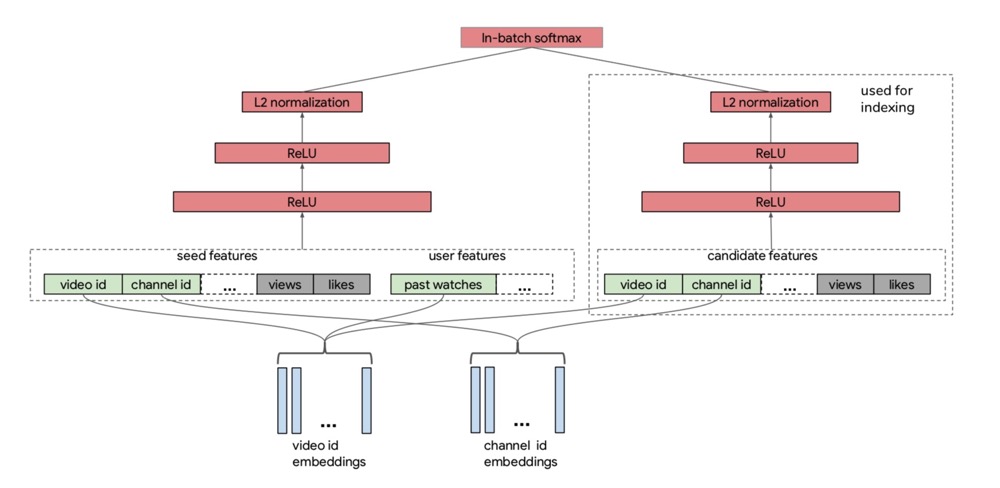 In-batch softmax
L2 normalization
L2 normalization
used for
indexing
ReLU
ReLU
ReLU
ReLU
seed features
user features
candidate features
video id channel id ... views likes
past watches ...
video id channel id ... views likes
...
...
video id
embeddings
channel id
embeddings